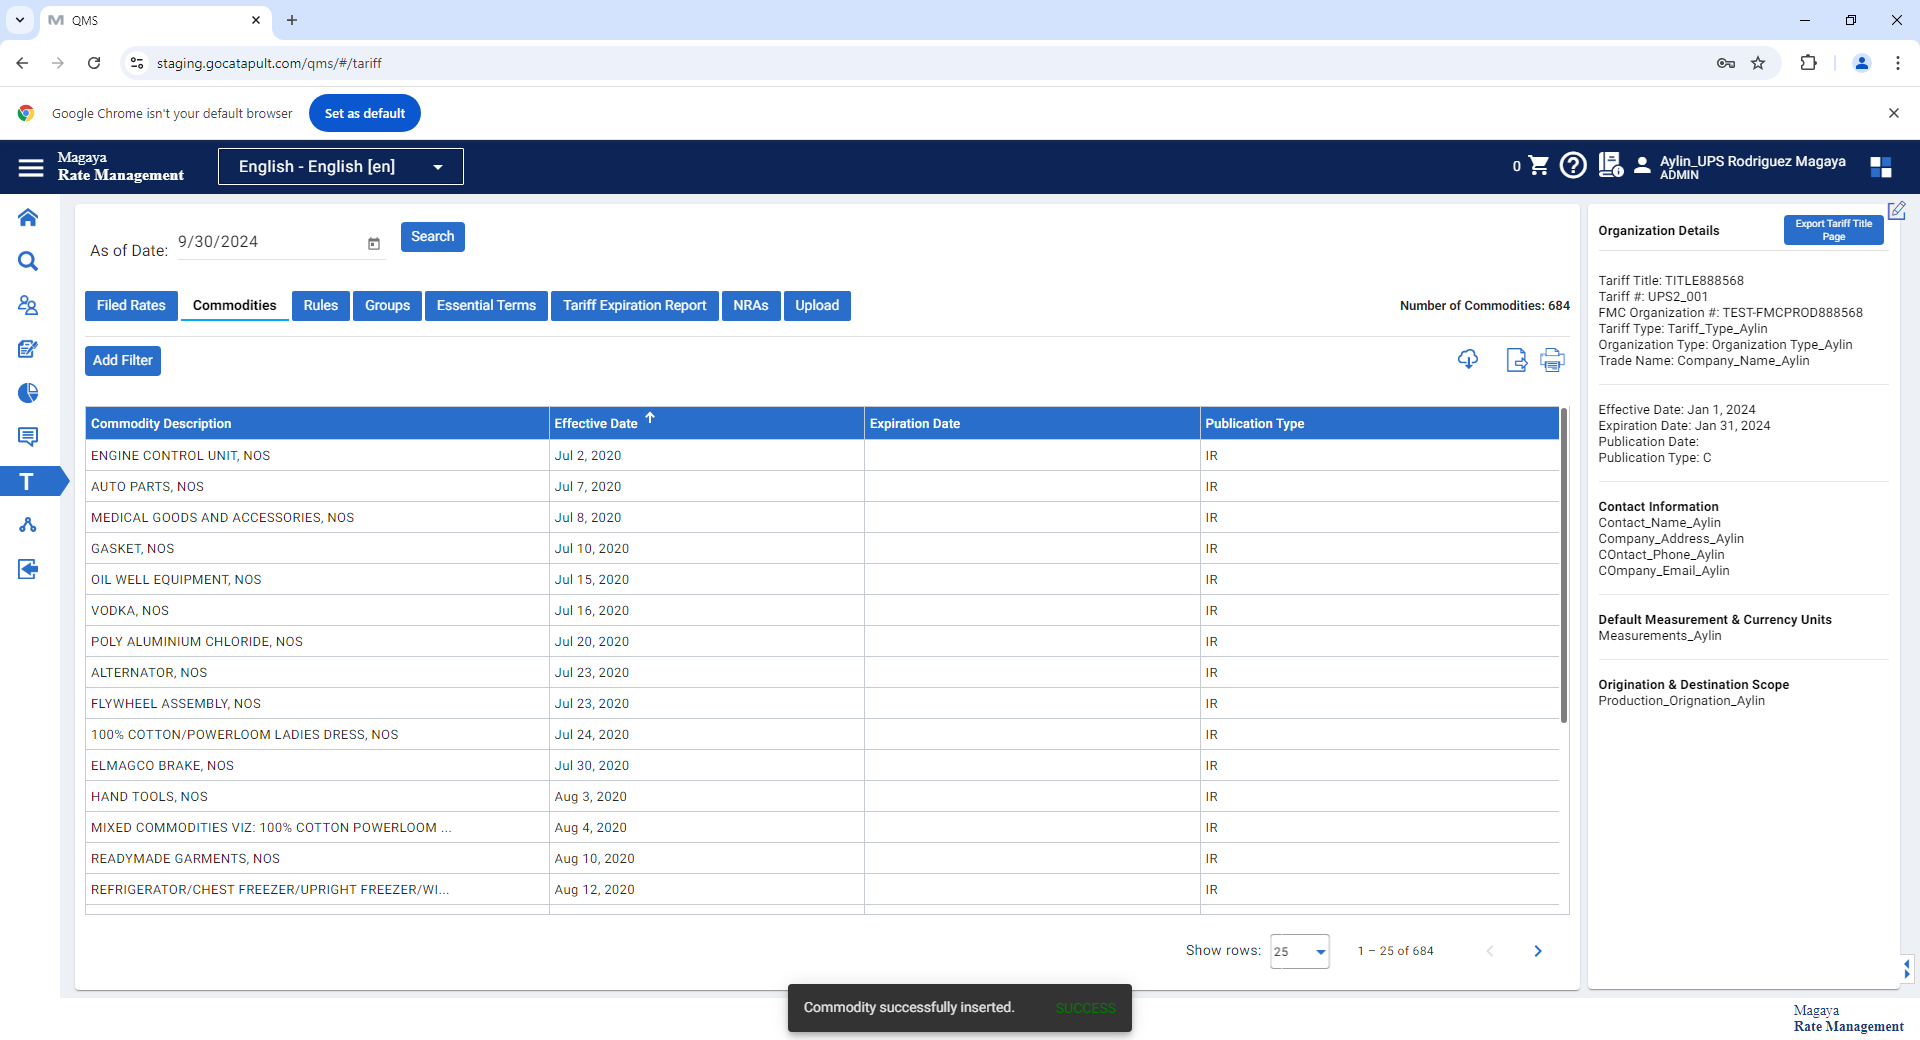 QMS
staging.gocatapult.com/qms/#/tariff
Google Chrome isn't your default browser
Set as default
Magaya
Rate Management
English - English [en]
0
Aylin_UPS Rodriguez Magaya
ADMIN
As of Date:
9/30/2024
Search
Filed Rates
Commodities
Rules
Groups
Essential Terms
Tariff Expiration Report
NRAs
Upload
Number of Commodities: 684
Add Filter
Commodity Description
Effective Date
Expiration Date
Publication Type
ENGINE CONTROL UNIT, NOS
Jul 2, 2020
IR
AUTO PARTS, NOS
Jul 7, 2020
IR
MEDICAL GOODS AND ACCESSORIES, NOS
Jul 8, 2020
IR
GASKET, NOS
Jul 10, 2020
IR
OIL WELL EQUIPMENT, NOS
Jul 15, 2020
IR
VODKA, NOS
Jul 16, 2020
IR
POLY ALUMINIUM CHLORIDE, NOS
Jul 20, 2020
IR
ALTERNATOR, NOS
Jul 23, 2020
IR
FLYWHEEL ASSEMBLY, NOS
Jul 23, 2020
IR
100% COTTON/POWERLOOM LADIES DRESS, NOS
Jul 24, 2020
IR
ELMAGCO BRAKE, NOS
Jul 30, 2020
IR
HAND TOOLS, NOS
Aug 3, 2020
IR
MIXED COMMODITIES VIZ: 100% COTTON POWERLOOM ...
Aug 4, 2020
IR
READYMADE GARMENTS, NOS
Aug 10, 2020
IR
REFRIGERATOR/CHEST FREEZER/UPRIGHT FREEZER/WI...
Aug 12, 2020
IR
Show rows:
25
1 – 25 of 684
T
Organization Details
Export Tariff Title
Page
Tariff Title: TITLE888568
Tariff #: UPS2_001
FMC Organization #: TEST-FMCPROD888568
Tariff Type: Tariff_Type_Aylin
Organization Type: Organization Type_Aylin
Trade Name: Company_Name_Aylin
Effective Date: Jan 1, 2024
Expiration Date: Jan 31, 2024
Publication Date:
Publication Type: C
Contact Information
Contact_Name_Aylin
Company_Address_Aylin
COntact_Phone_Aylin
COmpany_Email_Aylin
Default Measurement & Currency Units
Measurements_Aylin
Origination & Destination Scope
Production_Orignation_Aylin
Commodity successfully inserted.
SUCCESS
Magaya
Rate Management